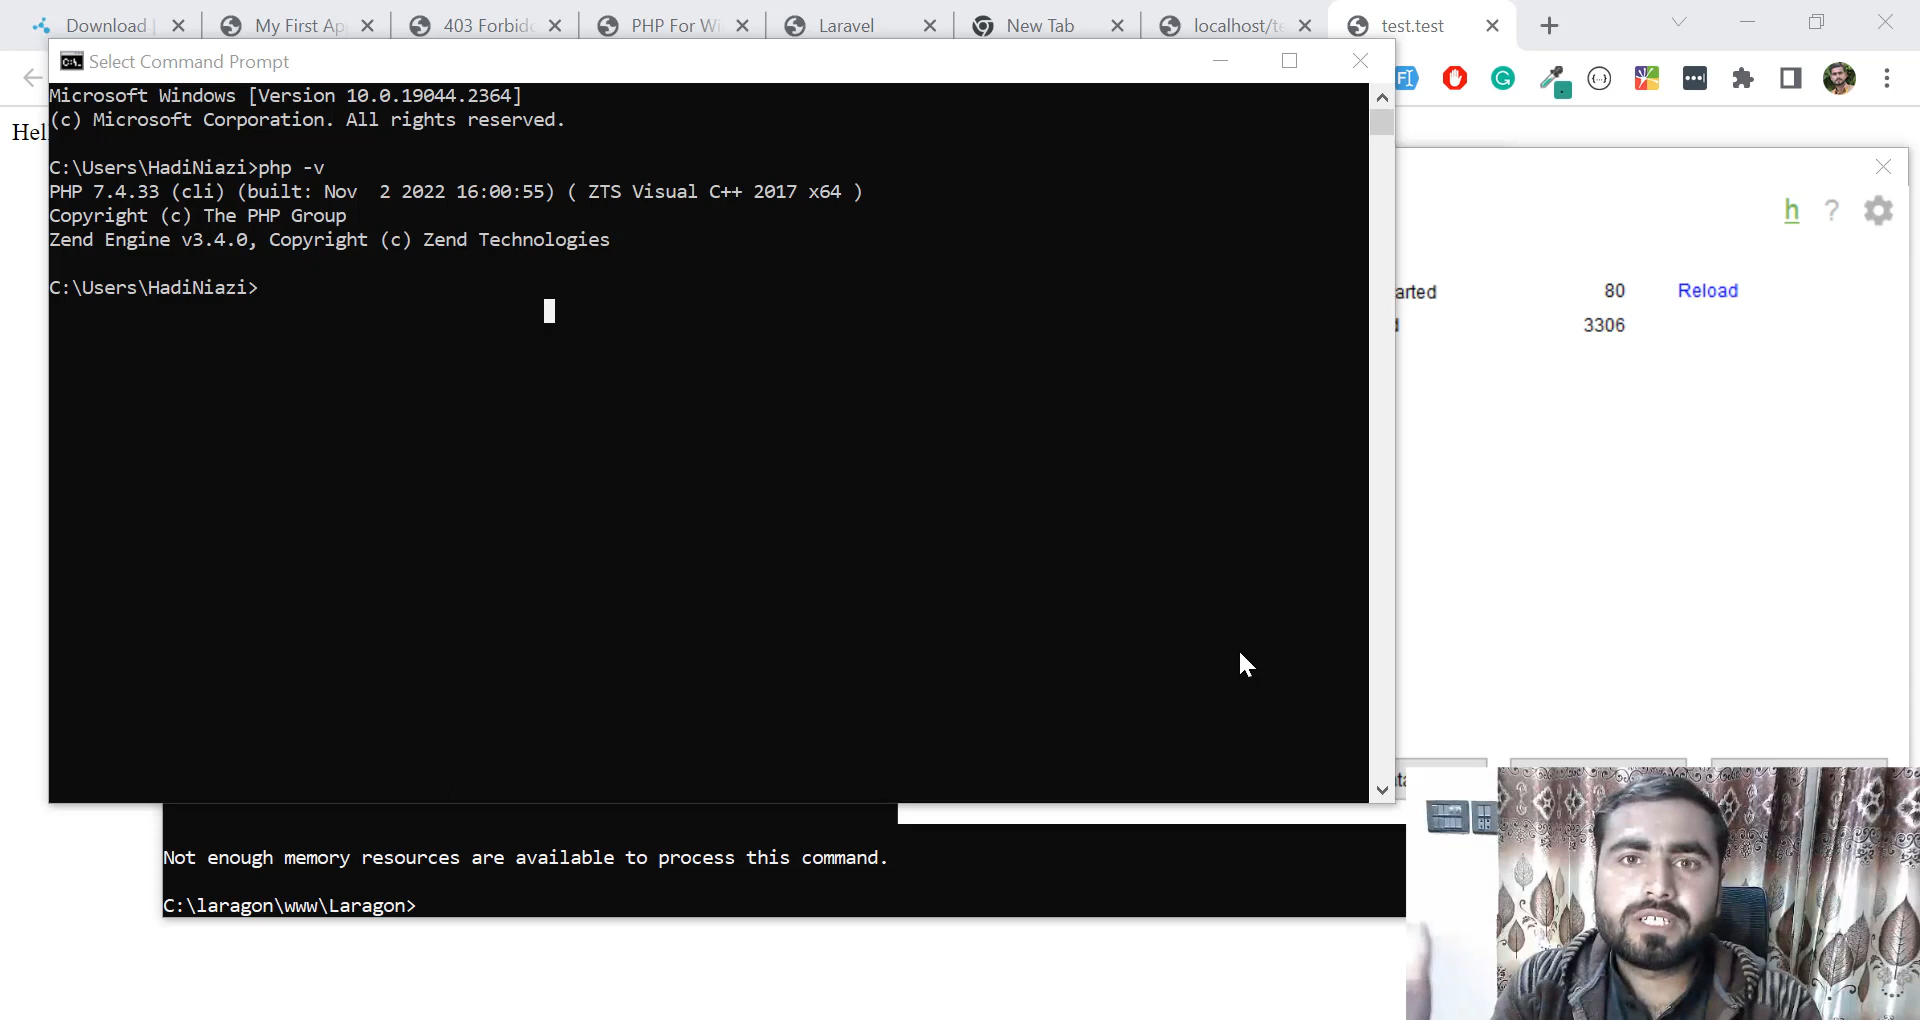 Download
My First Ap
403 Forbid
PHP For Wi
Laravel
New Tab
localhost/te
test.test
Select Command Prompt
Hel
Microsoft Windows [Version 10.0.19044.2364]
(c) Microsoft Corporation. All rights reserved.
C:\Users\HadiNiazi>php -v
PHP 7.4.33 (cli) (built: Nov  2 2022 16:00:55) ( ZTS Visual C++ 2017 x64 )
Copyright (c) The PHP Group
Zend Engine v3.4.0, Copyright (c) Zend Technologies
C:\Users\HadiNiazi>
h ?
arted 80 Reload
3306
Not enough memory resources are available to process this command.
C:\laragon\www\Laragon>